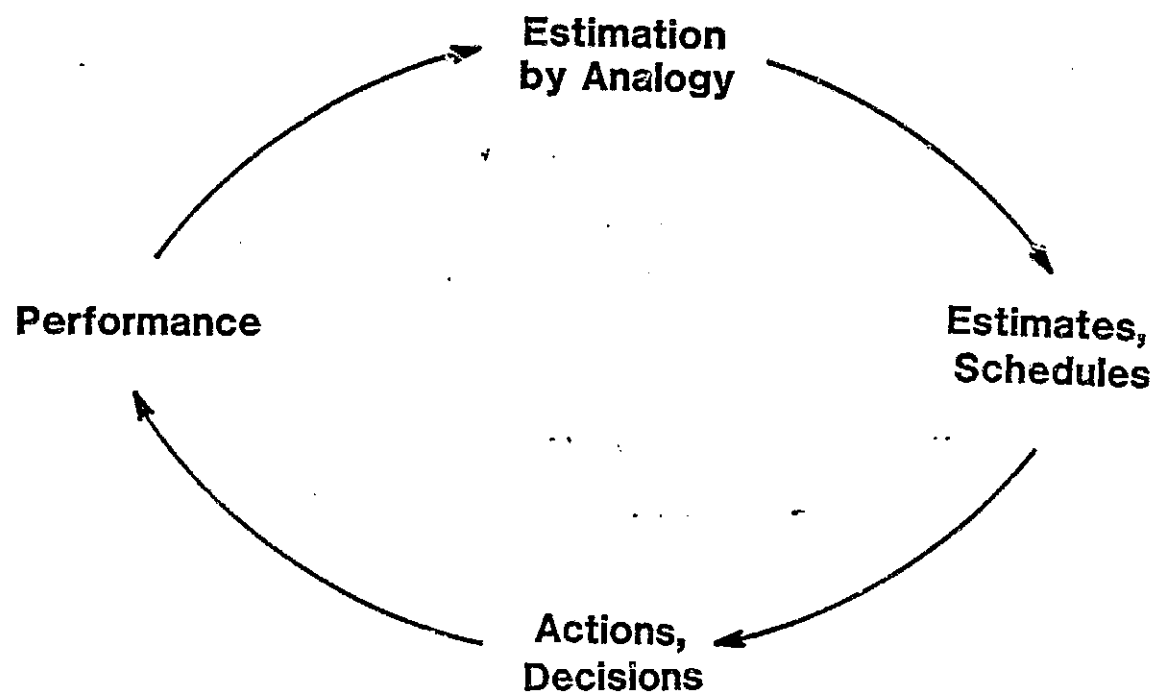 Estimation
by Analogy
Performance
Estimates,
Schedules
Actions,
Decisions